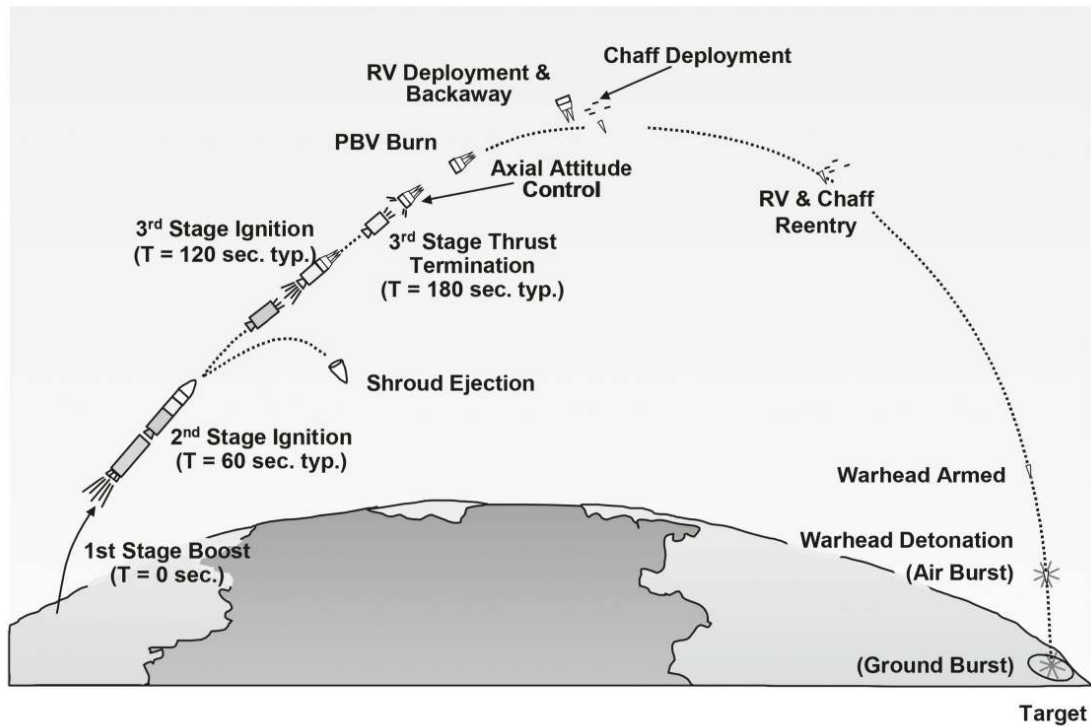 Chaff Deployment
RV Deployment &
Backaway
PBV Burn
Axial Attitude
Control
RV & Chaff
Reentry
3rd Stage Ignition
(T = 120 sec. typ.)
3rd Stage Thrust
Termination
(T = 180 sec. typ.)
Shroud Ejection
2nd Stage Ignition
(T = 60 sec. typ.)
Warhead Armed
1st Stage Boost
(T = 0 sec.)
Warhead Detonation
(Air Burst)
(Ground Burst)
Target